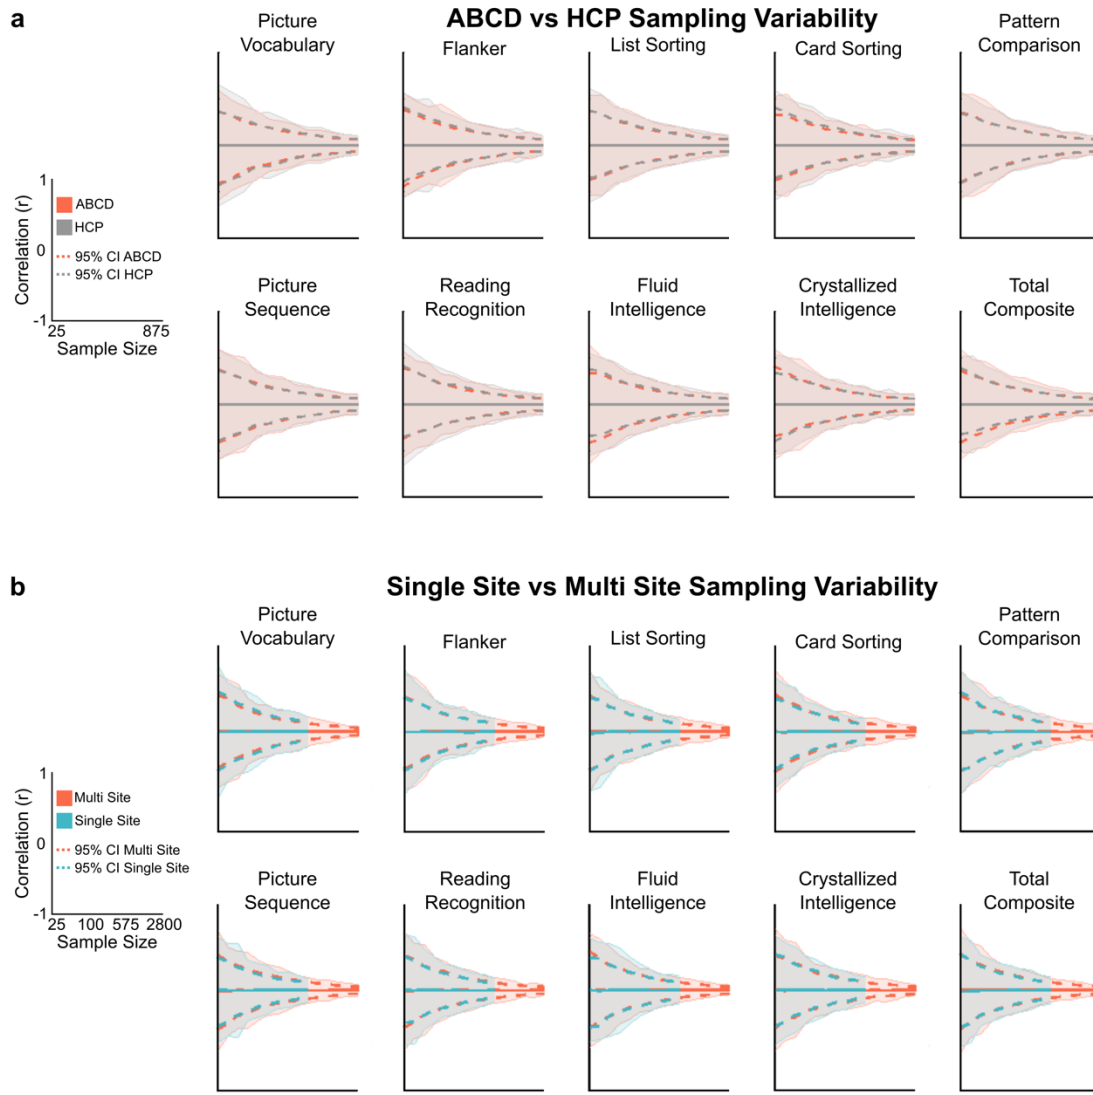 a
ABCD vs HCP Sampling Variability
Picture
Vocabulary
Flanker
List Sorting
Card Sorting
Pattern
Comparison
1
0
-1
Correlation (r)
ABCD
HCP
95% CI ABCD
95% CI HCP
25 875
Sample Size
Picture
Sequence
Reading
Recognition
Fluid
Intelligence
Crystallized
Intelligence
Total
Composite
b
Single Site vs Multi Site Sampling Variability
Picture
Vocabulary
Flanker
List Sorting
Card Sorting
Pattern
Comparison
1
0
-1
Correlation (r)
Multi Site
Single Site
95% CI Multi Site
95% CI Single Site
25 100 575 2800
Sample Size
Picture
Sequence
Reading
Recognition
Fluid
Intelligence
Crystallized
Intelligence
Total
Composite